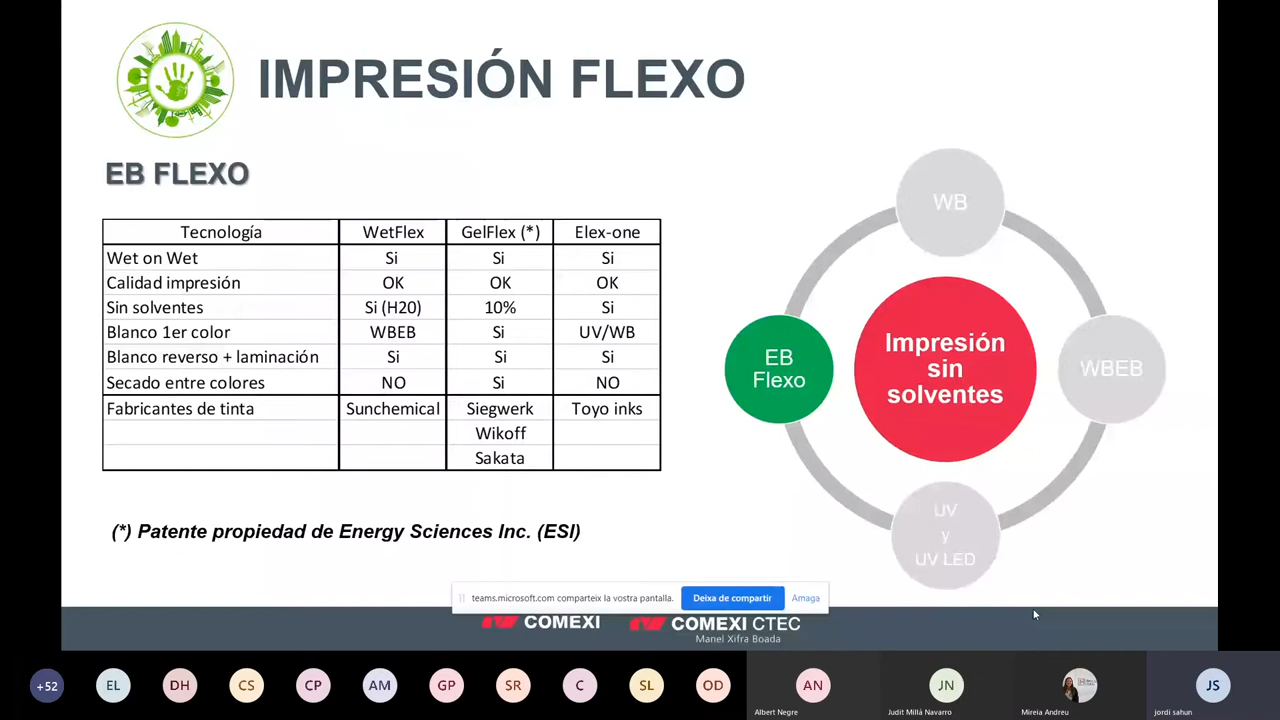 IMPRESIÓN FLEXO
EB FLEXO
Tecnología WetFlex GelFlex (*) Elex-one
Wet on Wet Si Si Si
Calidad impresión OK OK OK
Sin solventes Si (H20) 10% Si
Blanco 1er color WBEB Si UV/WB
Blanco reverso + laminación Si Si Si
Secado entre colores NO Si NO
Fabricantes de tinta Sunchemical Siegwerk Toyo inks
Wikoff
Sakata
(*) Patente propiedad de Energy Sciences Inc. (ESI)
WB
EB
Flexo
Impresión
sin
solventes
WBEB
UV
y
UV LED
teams.microsoft.com comparteix la vostra pantalla. Deixa de compartir Amaga
COMEXI COMEXI CTEC
Manel Xifra Boada
+52 EL DH CS CP AM GP SR C SL OD AN JN JS
Albert Negre Judit Millá Navarro Mireia Andreu jordi sahun